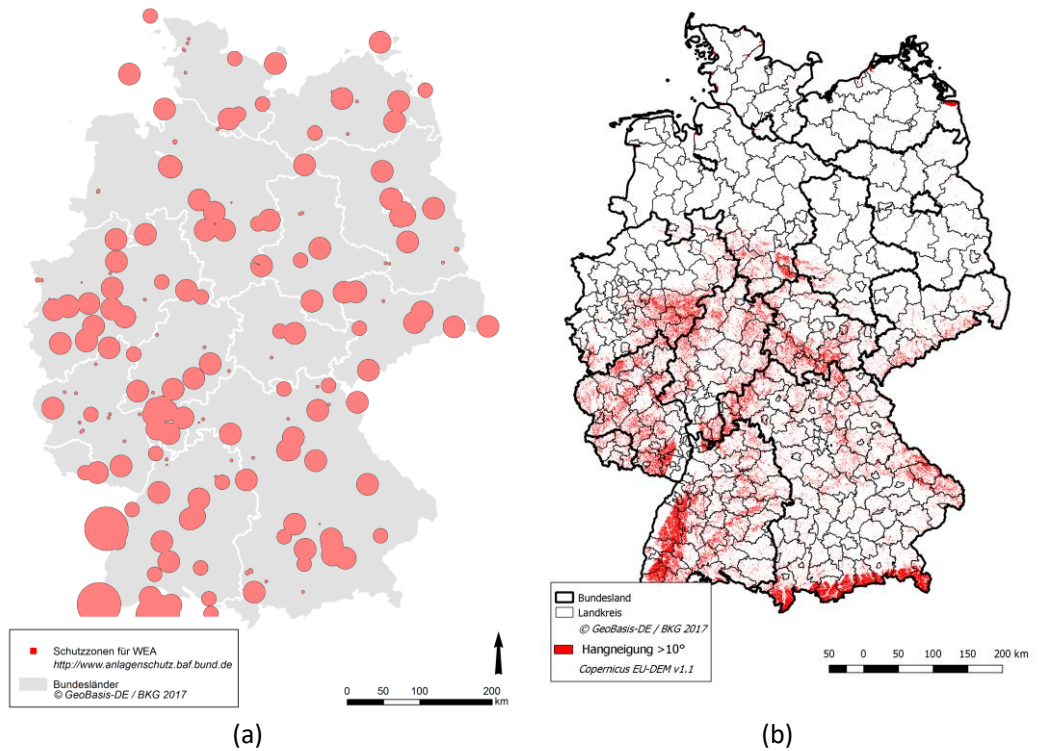 Schutzzonen für WEA
http://www.anlagenschutz.baf.bund.de
Bundesländer
© GeoBasis-DE / BKG 2017
0 50 100 200
km
(a)
Bundesland
Landkreis
© GeoBasis-DE / BKG 2017
Hangneigung >10°
Copernicus EU-DEM v1.1
50 0 50 100 150 200 km
(b)